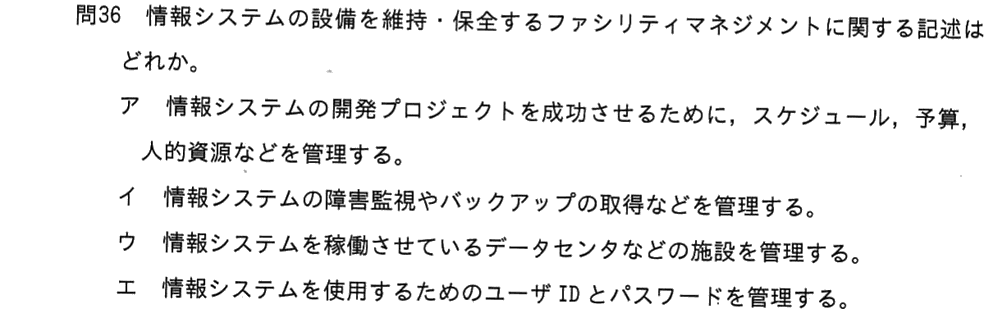 問36 情報システムの設備を維持・保全するファシリティマネジメントに関する記述は
どれか。
ア 情報システムの開発プロジェクトを成功させるために，スケジュール，予算，
人的資源などを管理する。
イ 情報システムの障害監視やバックアップの取得などを管理する。
ウ 情報システムを稼働させているデータセンタなどの施設を管理する。
エ 情報システムを使用するためのユーザIDとパスワードを管理する。